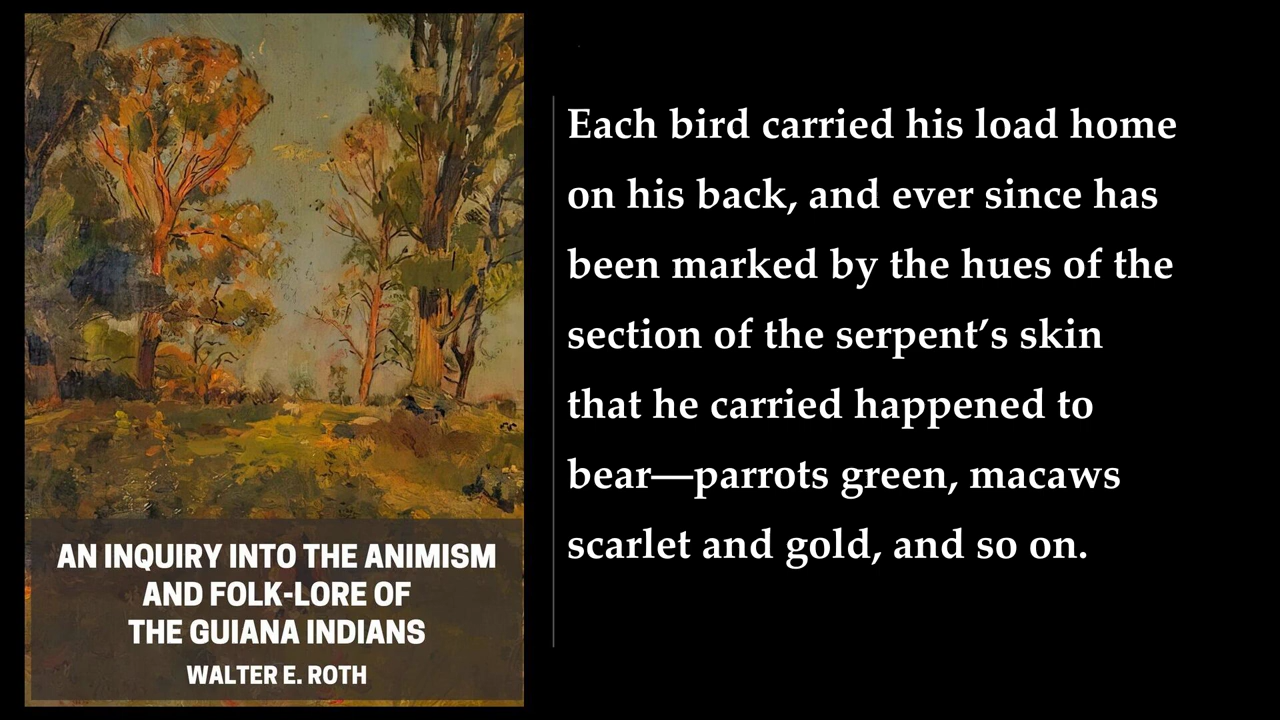 Each bird carried his load home
on his back, and ever since has
been marked by the hues of the
section of the serpent’s skin
that he carried happened to
bear—parrots green, macaws
scarlet and gold, and so on.
AN INQUIRY INTO THE ANIMISM
AND FOLK-LORE OF
THE GUIANA INDIANS
WALTER E. ROTH